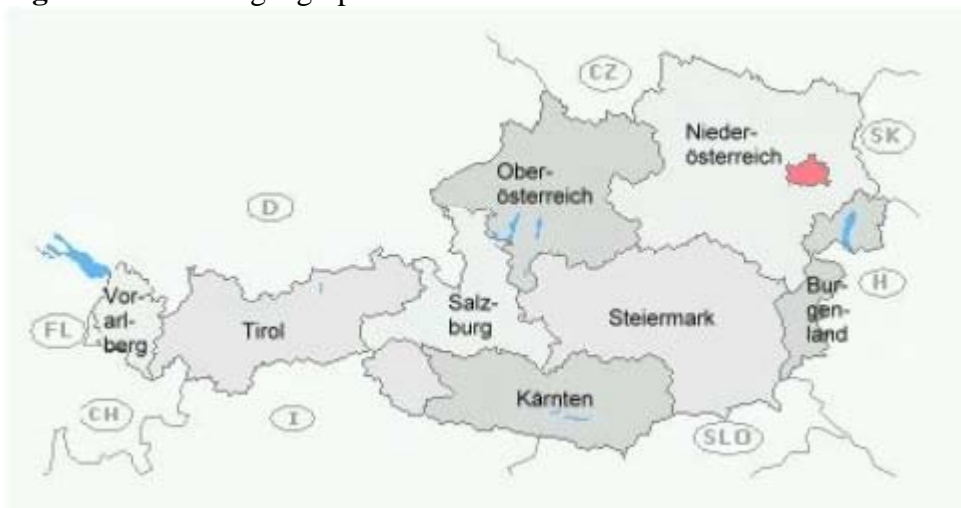 CZ
Nieder-
österreich
SK
Ober-
österreich
D
H
Bur-
gen-
land
Vor-
arl-
berg
FL
Tirol
Salz-
burg
Steiermark
Kärnten
CH
I
SLO